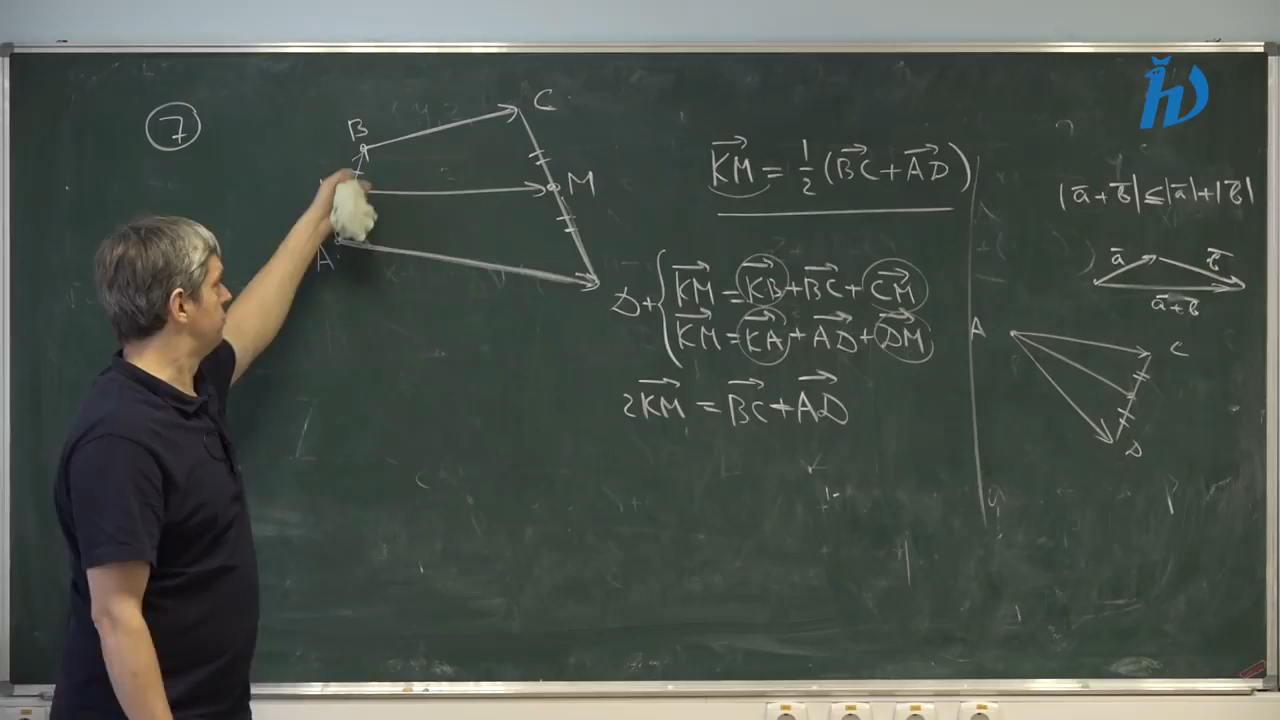 7
B
C
M
A
D
KM = 1/2 (BC + AD)
KM = KB + BC + CM
+
KM = KA + AD + DM
2KM = BC + AD
|a + b| ≤ |a| + |b|
a
b
a+b
A
C
D